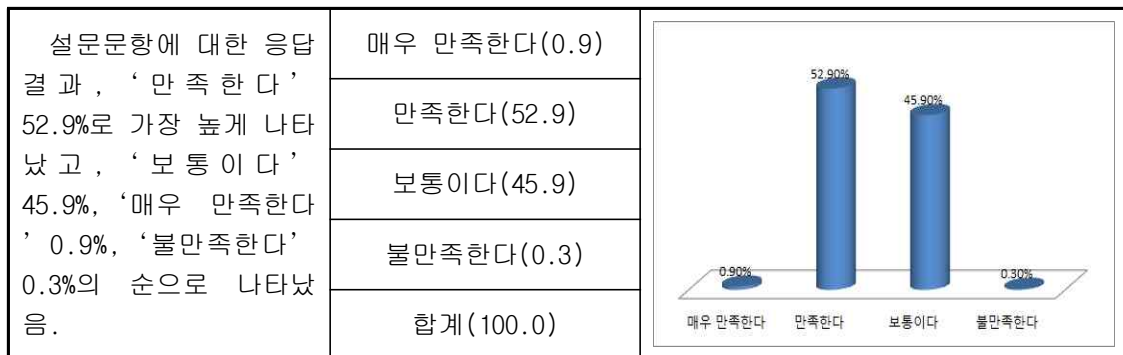 설문문항에 대한 응답
결과, ‘만족한다’
52.9%로 가장 높게 나타
났고, ‘보통이다’
45.9%, ‘매우 만족한다
’ 0.9%, ‘불만족한다’
0.3%의 순으로 나타났
음.
매우 만족한다(0.9)
만족한다(52.9)
보통이다(45.9)
불만족한다(0.3)
합계(100.0)
0.90%
52.90%
45.90%
0.30%
매우 만족한다 만족한다 보통이다 불만족한다